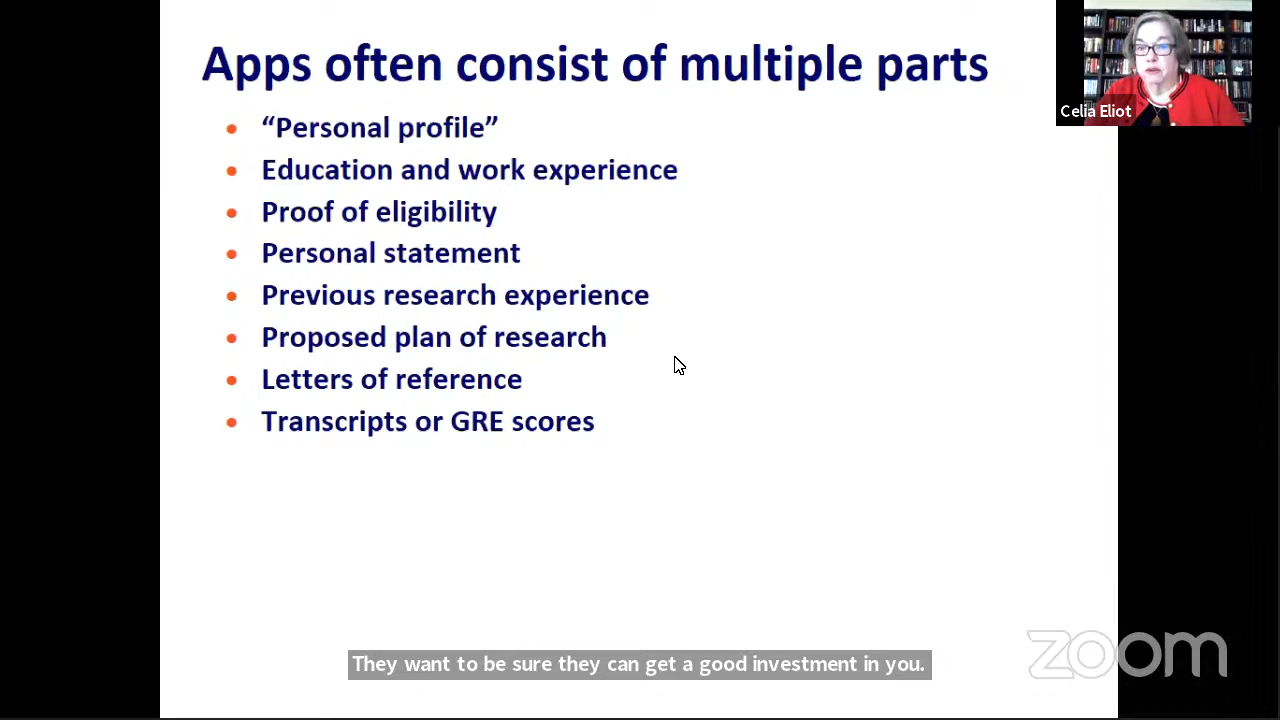 Apps often consist of multiple parts
“Personal profile”
Education and work experience
Proof of eligibility
Personal statement
Previous research experience
Proposed plan of research
Letters of reference
Transcripts or GRE scores
Celia Eliot
They want to be sure they can get a good investment in you.
zoom